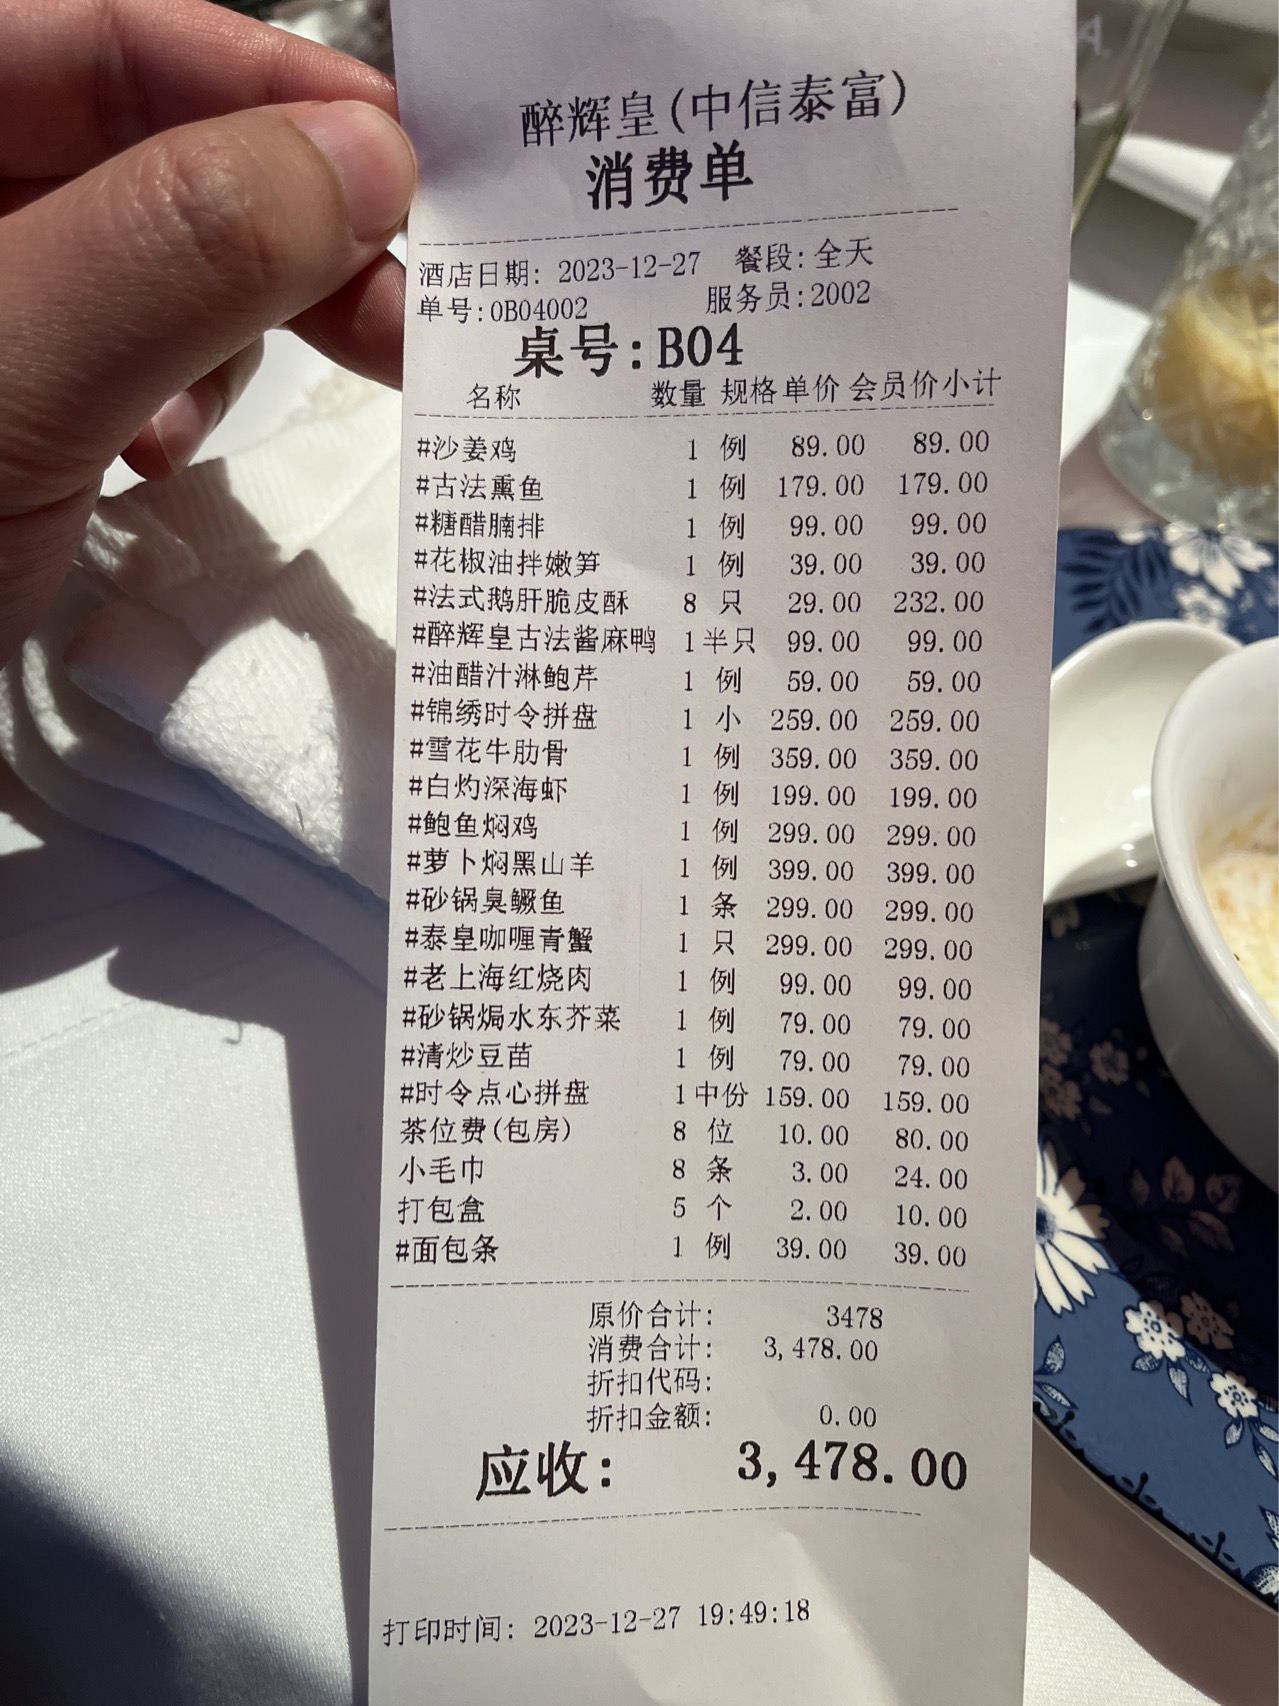 醉辉皇(中信泰富)
消费单
酒店日期: 2023-12-27 餐段:全天
单号:0B04002 服务员:2002
桌号:B04
名称 数量 规格 单价 会员价 小计
#沙姜鸡 1 例 89.00 89.00
#古法熏鱼 1 例 179.00 179.00
#糖醋腩排 1 例 99.00 99.00
#花椒油拌嫩笋 1 例 39.00 39.00
#法式鹅肝脆皮酥 8 只 29.00 232.00
#醉辉皇古法酱麻鸭 1 半只 99.00 99.00
#油醋汁淋鲍芹 1 例 59.00 59.00
#锦绣时令拼盘 1 小 259.00 259.00
#雪花牛肋骨 1 例 359.00 359.00
#白灼深海虾 1 例 199.00 199.00
#鲍鱼焖鸡 1 例 299.00 299.00
#萝卜焖黑山羊 1 例 399.00 399.00
#砂锅臭鳜鱼 1 条 299.00 299.00
#泰皇咖喱青蟹 1 只 299.00 299.00
#老上海红烧肉 1 例 99.00 99.00
#砂锅焗水东芥菜 1 例 79.00 79.00
#清炒豆苗 1 例 79.00 79.00
#时令点心拼盘 1 中份 159.00 159.00
茶位费(包房) 8 位 10.00 80.00
小毛巾 8 条 3.00 24.00
打包盒 5 个 2.00 10.00
#面包条 1 例 39.00 39.00
原价合计: 3478
消费合计: 3,478.00
折扣代码:
折扣金额: 0.00
应收: 3,478.00
打印时间: 2023-12-27 19:49:18